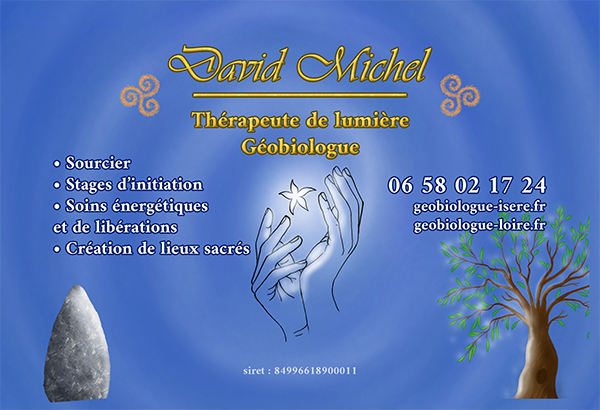 David Michel
Thérapeute de lumière
Géobiologue
• Sourcier
• Stages d'initiation
• Soins énergétiques
et de libérations
• Création de lieux sacrés
06 58 02 17 24
geobiologue-isere.fr
geobiologue-loire.fr
siret : 84996618900011